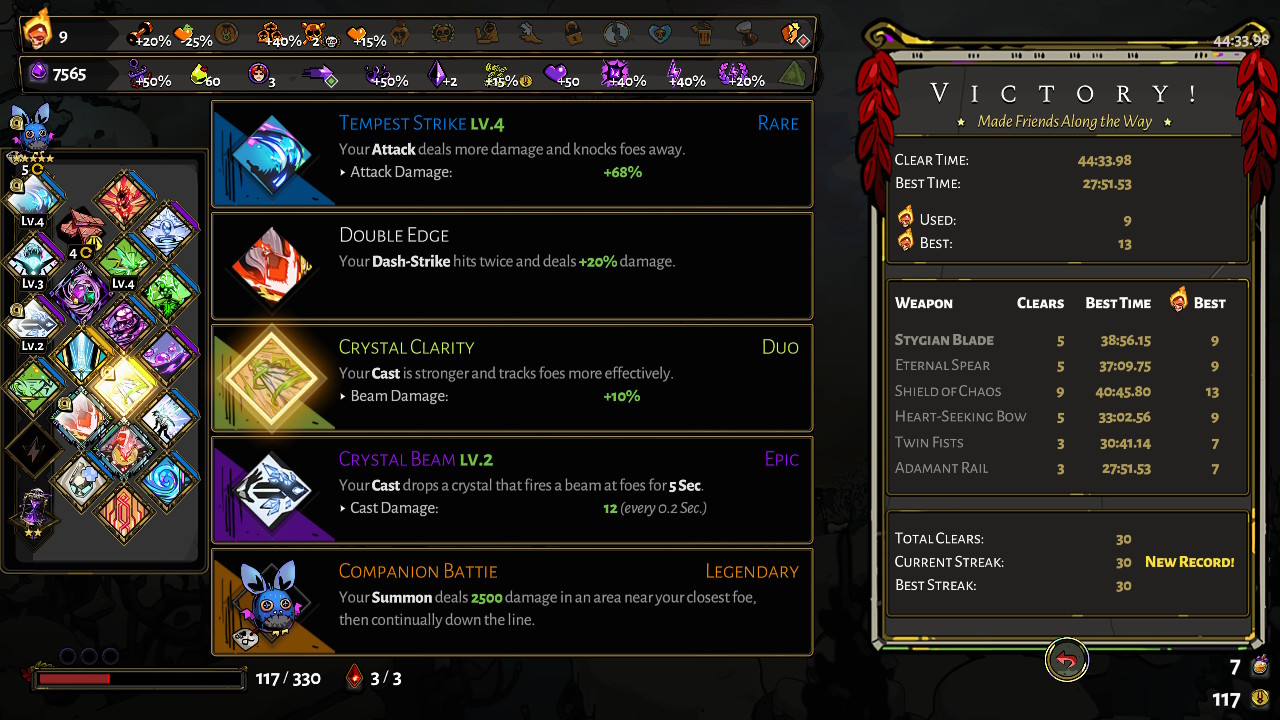 9
+20%
-25%
+40%
2
+15%
44:33.98
7565
+50%
60
3
+50%
+2
+15%
+50
+40%
+40%
+20%
5
Lv.4
4
Lv.3
Lv.4
Lv.2
Tempest Strike Lv.4 Rare
Your Attack deals more damage and knocks foes away.
Attack Damage: +68%
Double Edge
Your Dash-Strike hits twice and deals +20% damage.
Crystal Clarity Duo
Your Cast is stronger and tracks foes more effectively.
Beam Damage: +10%
Crystal Beam Lv.2 Epic
Your Cast drops a crystal that fires a beam at foes for 5 Sec.
Cast Damage: 12 (every 0.2 Sec.)
Companion Battie Legendary
Your Summon deals 2500 damage in an area near your closest foe,
then continually down the line.
117 / 330
3 / 3
Victory!
Made Friends Along the Way
Clear Time: 44:33.98
Best Time: 27:51.53
Used: 9
Best: 13
Weapon Clears Best Time Best
Stygian Blade 5 38:56.15 9
Eternal Spear 5 37:09.75 9
Shield of Chaos 9 40:45.80 13
Heart-Seeking Bow 5 33:02.56 9
Twin Fists 3 30:41.14 7
Adamant Rail 3 27:51.53 7
Total Clears: 30
Current Streak: 30 New Record!
Best Streak: 30
7
117